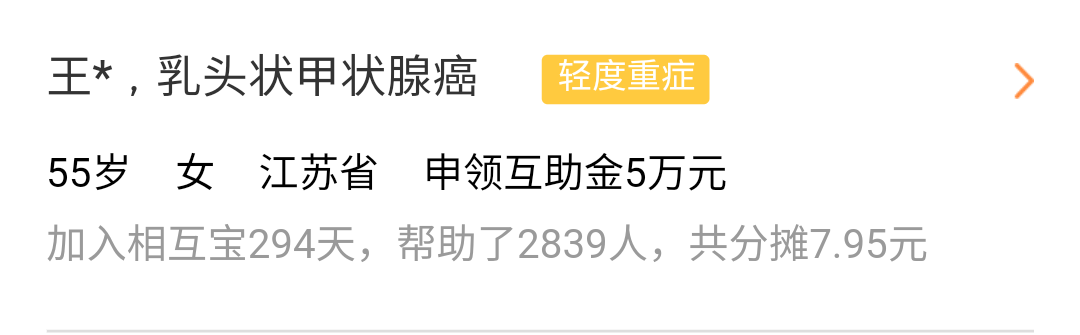 王*，乳头状甲状腺癌 轻度重症
55岁 女 江苏省 申领互助金5万元
加入相互宝294天，帮助了2839人，共分摊7.95元